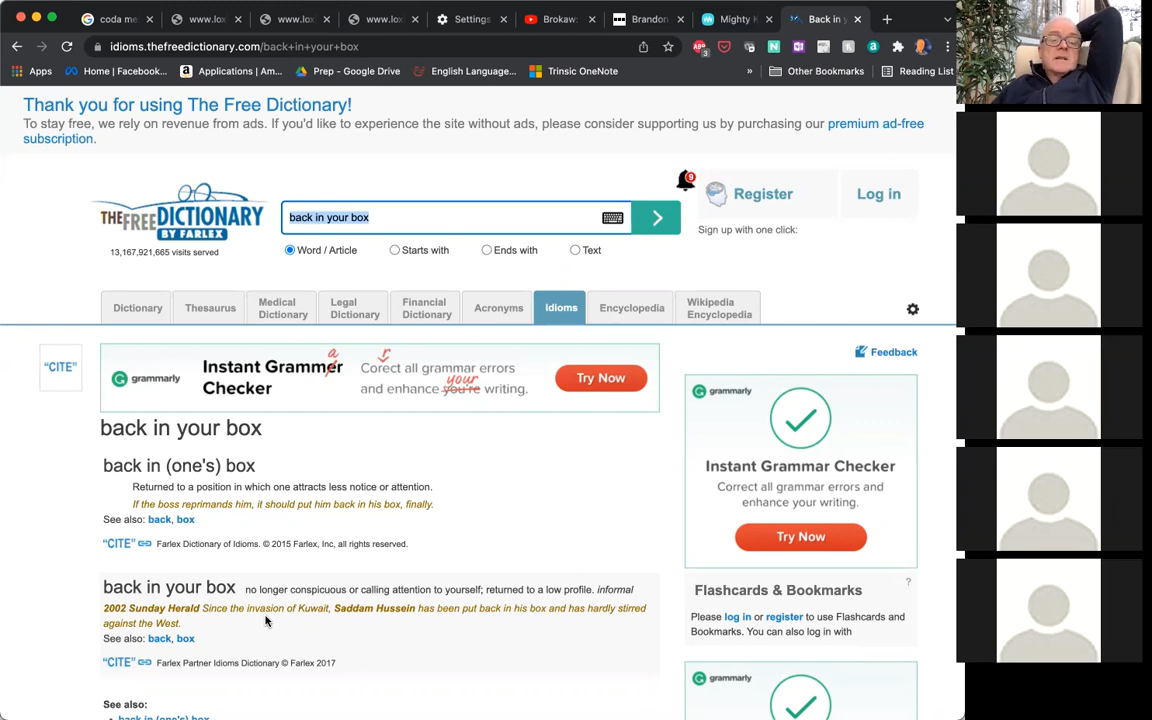 coda me
www.lo
www.lo
www.lo
Settings
Brokaw:
Brandon
Mighty K
Back in y
idioms.thefreedictionary.com/back+in+your+box
Apps
Home | Facebook...
Applications | Am...
Prep - Google Drive
English Language...
Trinsic OneNote
»
Other Bookmarks
Reading List
Thank you for using The Free Dictionary!
To stay free, we rely on revenue from ads. If you'd like to experience the site without ads, please consider supporting us by purchasing our premium ad-free
subscription.
THEFREEDICTIONARY
BY FARLEX
13,167,921,665 visits served
back in your box
9
Register
Log in
Sign up with one click:
Word / Article
Starts with
Ends with
Text
Dictionary
Thesaurus
Medical
Dictionary
Legal
Dictionary
Financial
Dictionary
Acronyms
Idioms
Encyclopedia
Wikipedia
Encyclopedia
"CITE"
grammarly
Instant Grammer
a
Checker
r
Corect all grammar errors
your
and enhance you're writing.
Try Now
Feedback
back in your box
back in (one's) box
Returned to a position in which one attracts less notice or attention.
If the boss reprimands him, it should put him back in his box, finally.
See also: back, box
"CITE" Farlex Dictionary of Idioms. © 2015 Farlex, Inc, all rights reserved.
back in your box no longer conspicuous or calling attention to yourself; returned to a low profile. informal
2002 Sunday Herald Since the invasion of Kuwait, Saddam Hussein has been put back in his box and has hardly stirred
against the West.
See also: back, box
"CITE" Farlex Partner Idioms Dictionary © Farlex 2017
See also:
back in (one's) box
grammarly
Instant Grammar Checker
Correct all grammar errors and
enhance your writing.
Try Now
Flashcards & Bookmarks
?
Please log in or register to use Flashcards and
Bookmarks. You can also log in with
grammarly